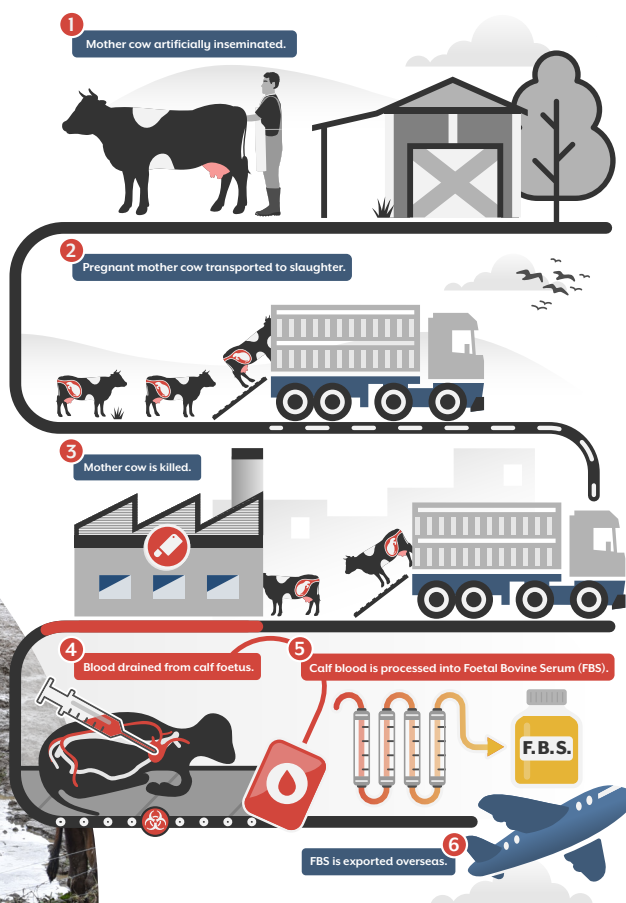 1
Mother cow artificially inseminated.
2
Pregnant mother cow transported to slaughter.
3
Mother cow is killed.
4
Blood drained from calf foetus.
5
Calf blood is processed into Foetal Bovine Serum (FBS).
F.B.S.
6
FBS is exported overseas.